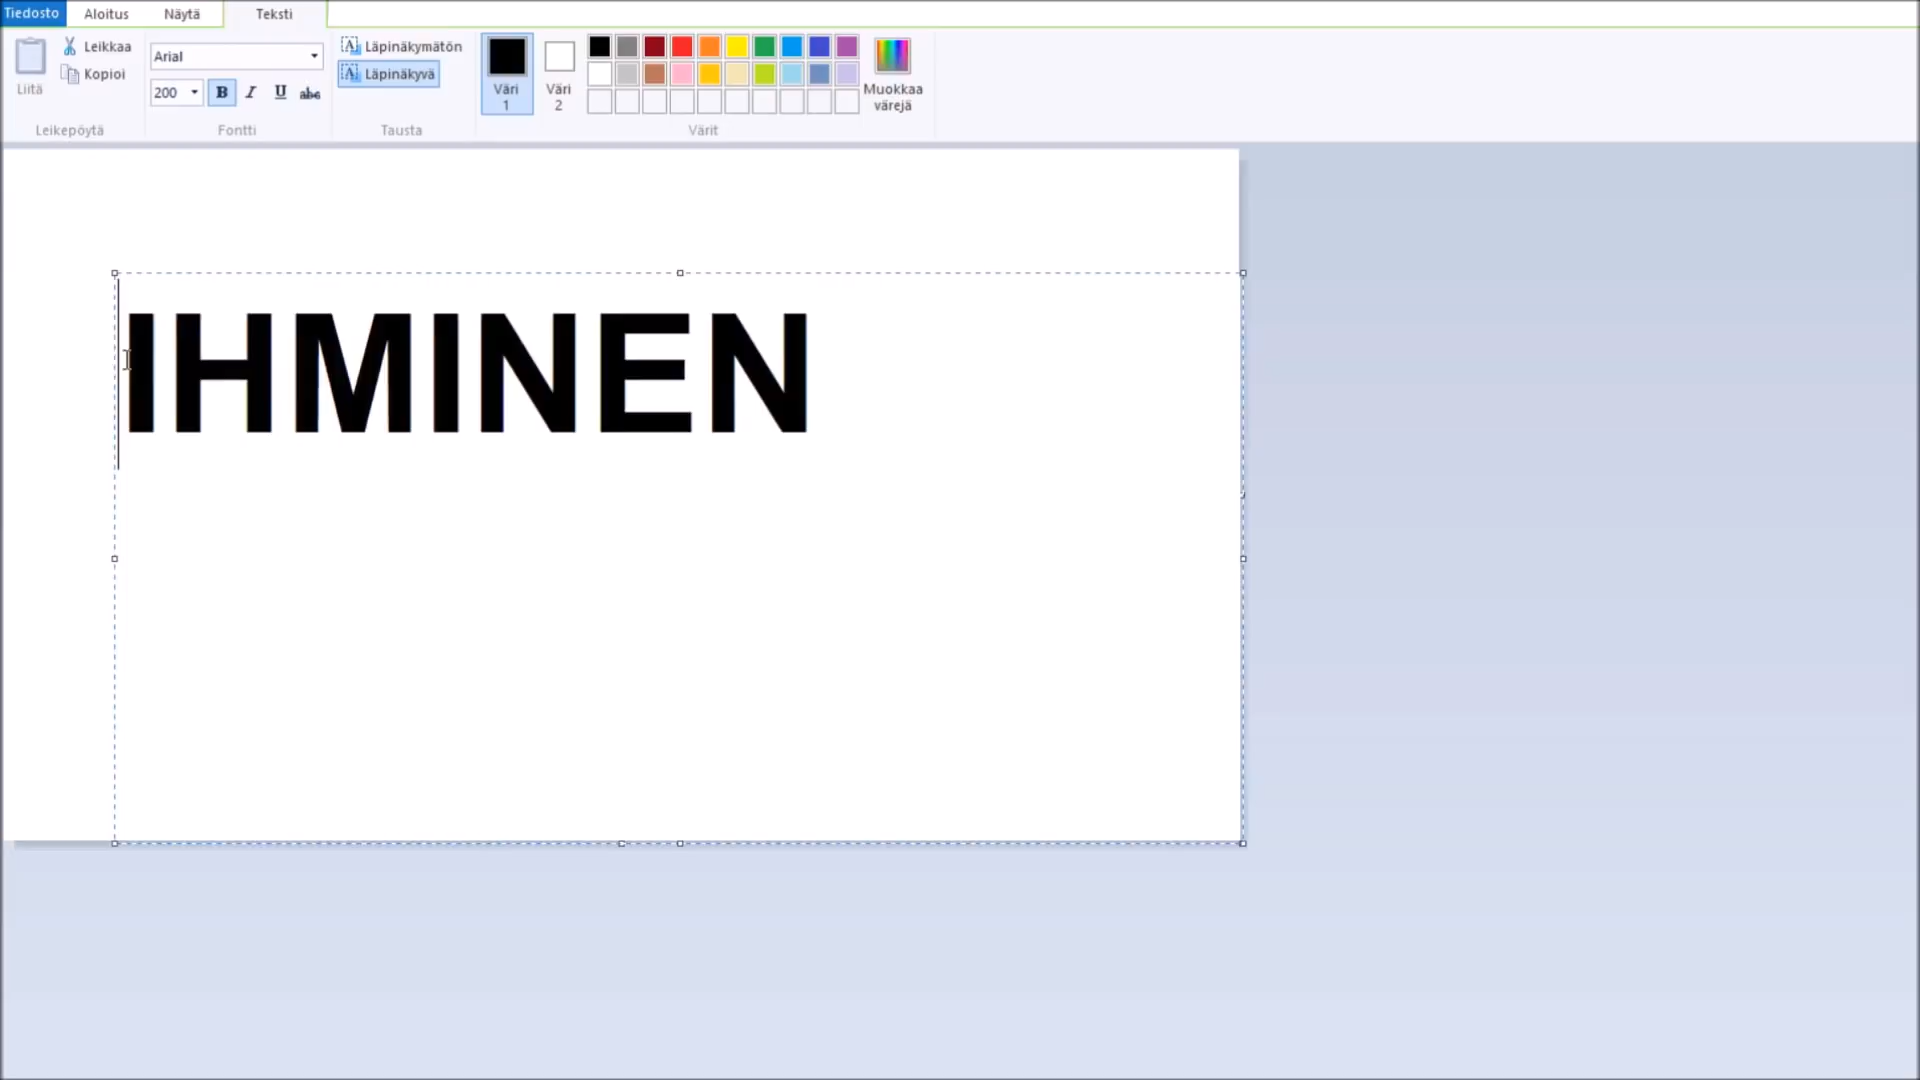 Tiedosto Aloitus Näytä Teksti
Liitä
Leikkaa
Kopioi
Leikepöytä
Arial
200 B I U abc
Fontti
Läpinäkymätön
Läpinäkyvä
Tausta
Väri 1
Väri 2
Muokkaa värejä
Värit
IHMINEN